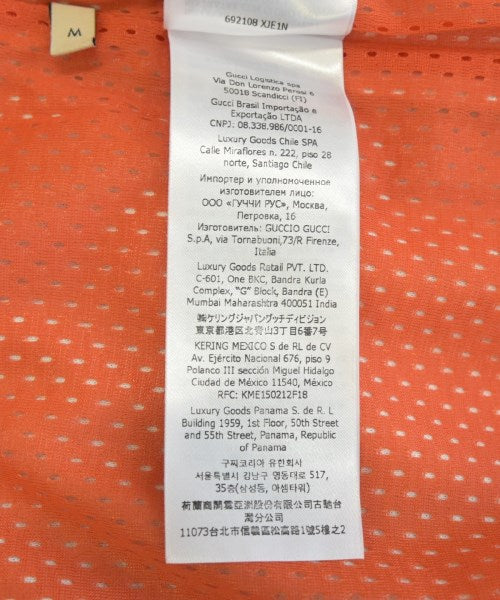 M
692108 XJE1N
Gucci Logistica spa
Via Don Lorenzo Perosi 6
50018 Scandicci (FI)
Gucci Brasil Importação e
Exportação LTDA
CNPJ: 08.338.986/0001-16
Luxury Goods Chile SPA
Calle Miraflores n. 222, piso 28
norte, Santiago Chile
Импортер и уполномоченное
изготовителем лицо:
ООО «ГУЧЧИ РУС», Москва,
Петровка, 16
Изготовитель: GUCCIO GUCCI
S.p.A, via Tornabuoni,73/R Firenze,
Italia
Luxury Goods Retail PVT. LTD.
C-601, One BKC, Bandra Kurla
Complex, "G" Block, Bandra (E)
Mumbai Maharashtra 400051 India
㈱ケリングジャパングッチディビジョン
東京都港区北青山3丁目6番7号
KERING MEXICO S de RL de CV
Av. Ejército Nacional 676, piso 9
Polanco III sección Miguel Hidalgo
Ciudad de México 11540, México
RFC: KME150212F18
Luxury Goods Panama S. de R. L
Building 1959, 1st Floor, 50th Street
and 55th Street, Panama, Republic
of Panama
구찌코리아 유한회사
서울특별시 강남구 영동대로 517,
35층(삼성동, 아셈타워)
荷蘭商開雲亞洲股份有限公司古馳台
灣分公司
11073台北市信義區松高路1號5樓之2